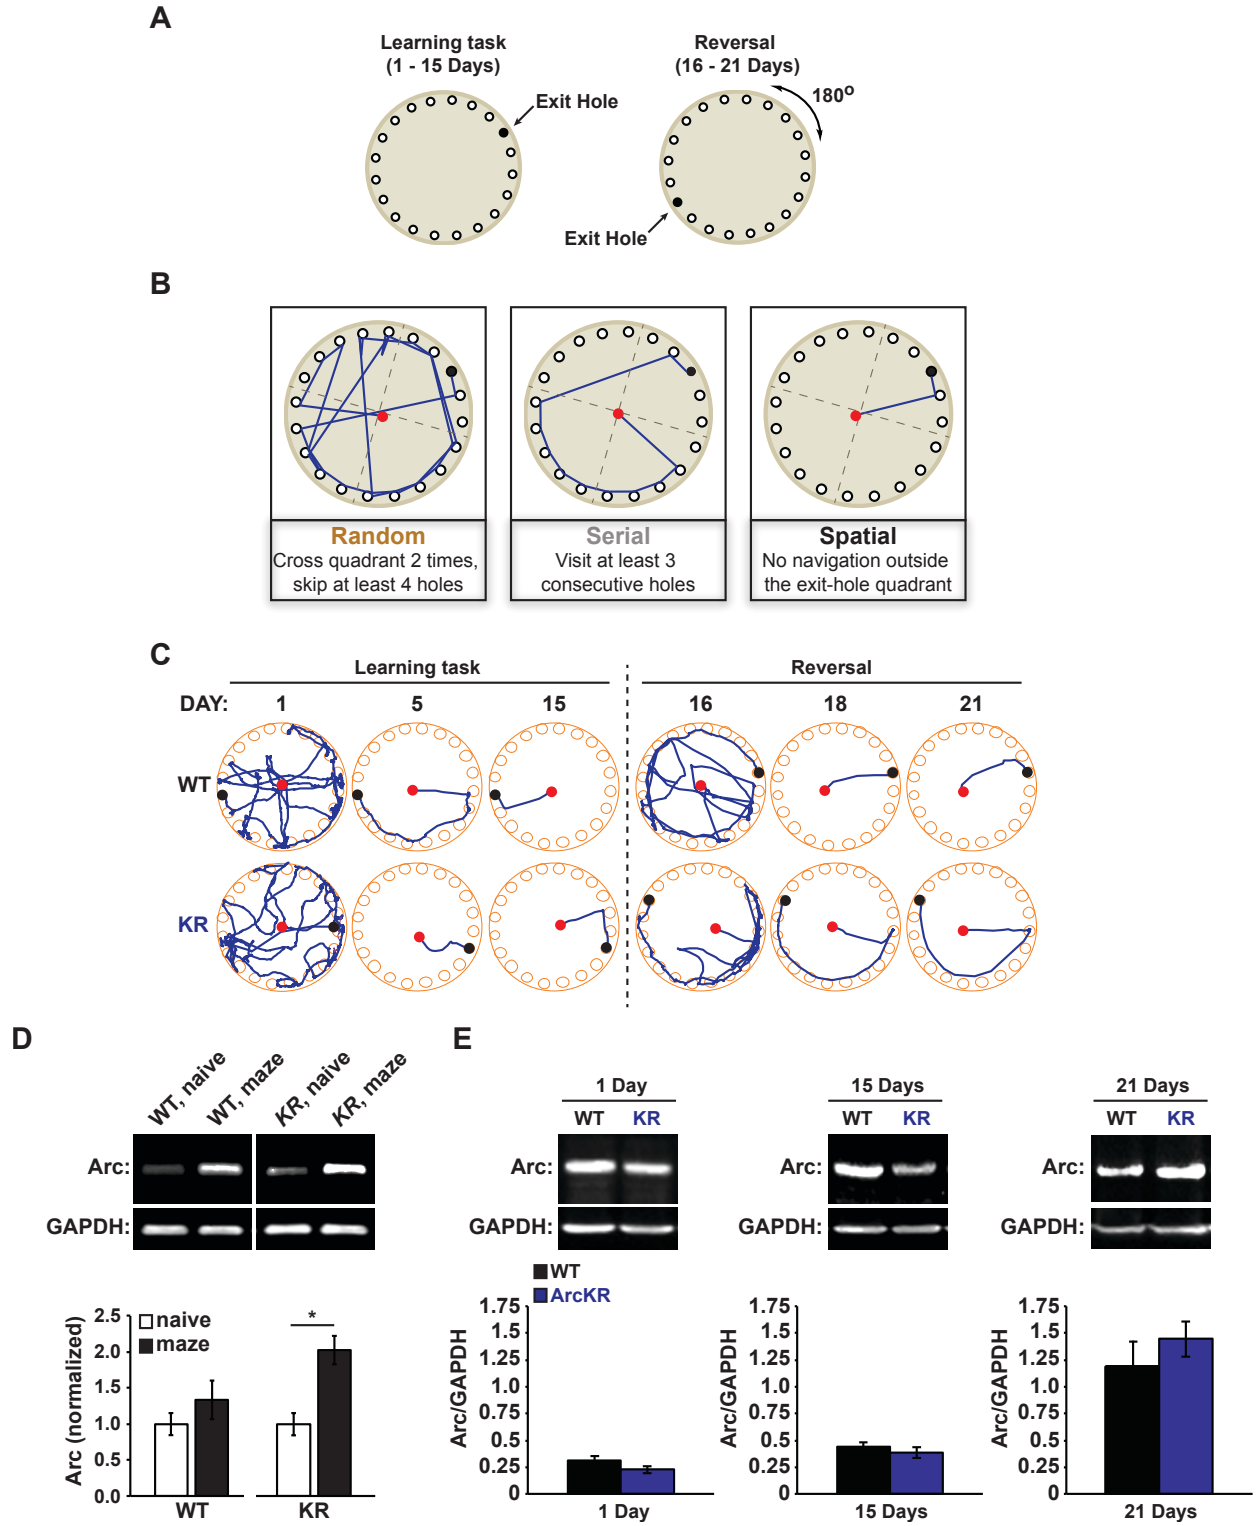 A
Learning task
(1 - 15 Days)
Reversal
(16 - 21 Days)
180o
Exit Hole
Exit Hole
B
Random
Cross quadrant 2 times,
skip at least 4 holes
Serial
Visit at least 3
consecutive holes
Spatial
No navigation outside
the exit-hole quadrant
C
Learning task
Reversal
DAY: 1 5 15 16 18 21
WT
KR
D
WT, naive
WT, maze
KR, naive
KR, maze
Arc:
GAPDH:
Arc (normalized)
2.5
2.0
1.5
1.0
0.5
0.0
naive
maze
*
WT
KR
E
1 Day
WT KR
Arc:
GAPDH:
15 Days
WT KR
Arc:
GAPDH:
21 Days
WT KR
Arc:
GAPDH:
WT
ArcKR
Arc/GAPDH
1.75
1.5
1.25
1.0
0.75
0.5
0.25
0
1 Day
Arc/GAPDH
1.75
1.5
1.25
1.0
0.75
0.5
0.25
0
15 Days
Arc/GAPDH
1.75
1.5
1.25
1.0
0.75
0.5
0.25
0
21 Days